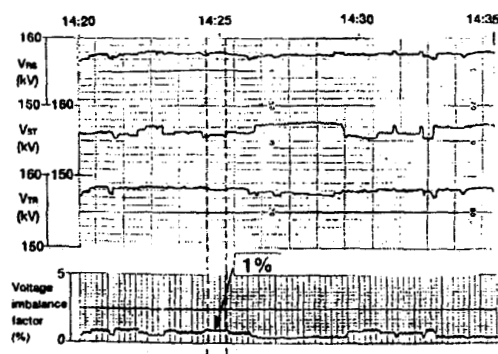 14:20 14:25 14:30 14:35
160
VRS
(kV)
150 160
VST
(kV)
160 150
VTR
(kV)
150
1%
5
Voltage
imbalance
factor
(%)
0